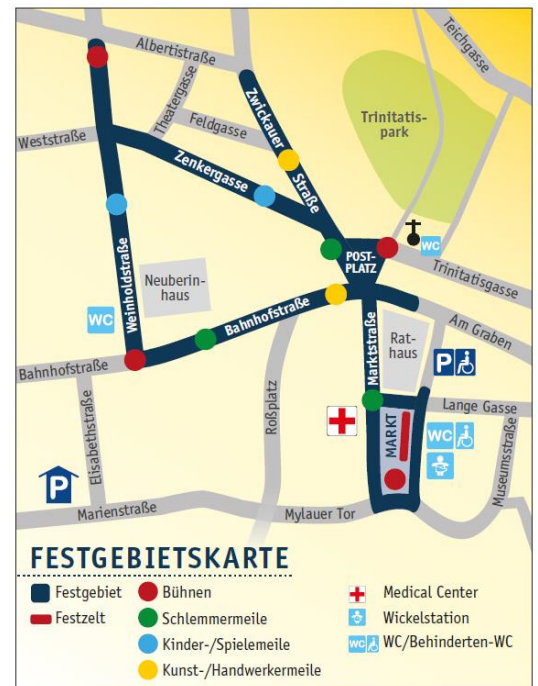 Albertistraße
Teichgasse
Theatergasse
Feldgasse
Zwickauer
Straße
Trinitatis-
park
Weststraße
Zenkergasse
WC
POST-
PLATZ
Trinitatisgasse
Weinholdstraße
Neuberin-
haus
WC
Bahnhofstraße
Marktstraße
Rat-
haus
Am Graben
P
Bahnhofstraße
Elisabethstraße
Roßplatz
Lange Gasse
MARKT
WC
Museumsstraße
P
Marienstraße
Mylauer Tor
FESTGEBIETSKARTE
Festgebiet
Festzelt
Bühnen
Schlemmermeile
Kinder-/Spielemeile
Kunst-/Handwerkermeile
Medical Center
Wickelstation
WC WC/Behinderten-WC